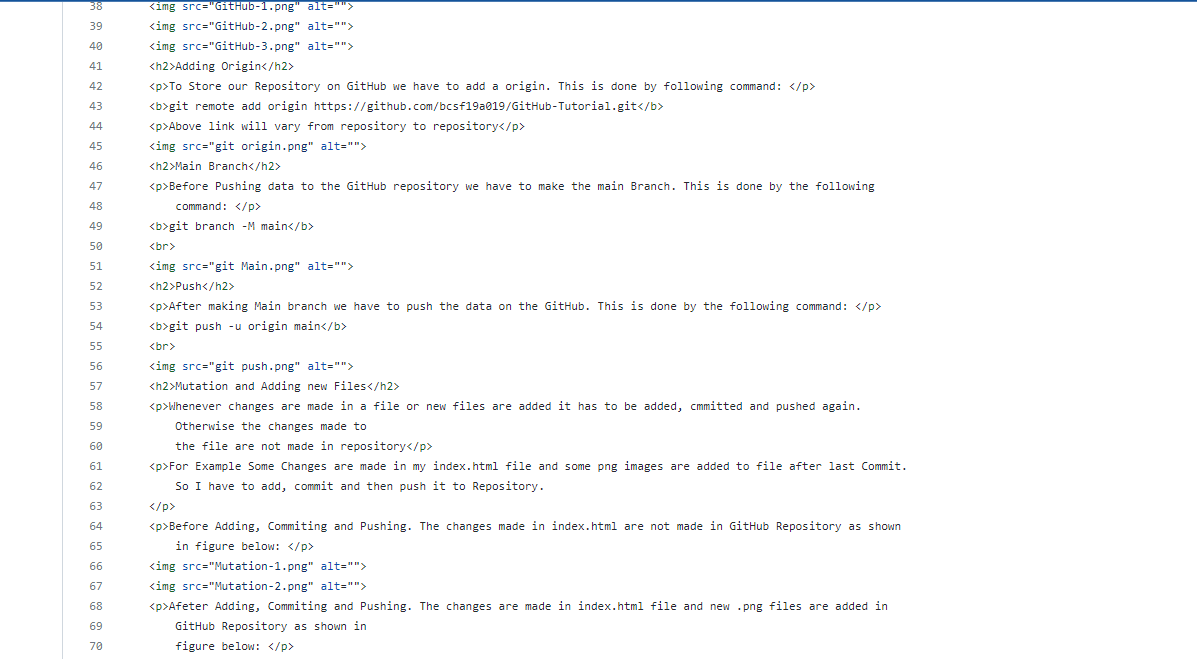 38 <img src="GitHub-1.png" alt="">
39 <img src="GitHub-2.png" alt="">
40 <img src="GitHub-3.png" alt="">
41 <h2>Adding Origin</h2>
42 <p>To Store our Repository on GitHub we have to add a origin. This is done by following command: </p>
43 <b>git remote add origin https://github.com/bcsf19a019/GitHub-Tutorial.git</b>
44 <p>Above link will vary from repository to repository</p>
45 <img src="git origin.png" alt="">
46 <h2>Main Branch</h2>
47 <p>Before Pushing data to the GitHub repository we have to make the main Branch. This is done by the following
48 command: </p>
49 <b>git branch -M main</b>
50 <br>
51 <img src="git Main.png" alt="">
52 <h2>Push</h2>
53 <p>After making Main branch we have to push the data on the GitHub. This is done by the following command: </p>
54 <b>git push -u origin main</b>
55 <br>
56 <img src="git push.png" alt="">
57 <h2>Mutation and Adding new Files</h2>
58 <p>Whenever changes are made in a file or new files are added it has to be added, cmmitted and pushed again.
59 Otherwise the changes made to
60 the file are not made in repository</p>
61 <p>For Example Some Changes are made in my index.html file and some png images are added to file after last Commit.
62 So I have to add, commit and then push it to Repository.
63 </p>
64 <p>Before Adding, Commiting and Pushing. The changes made in index.html are not made in GitHub Repository as shown
65 in figure below: </p>
66 <img src="Mutation-1.png" alt="">
67 <img src="Mutation-2.png" alt="">
68 <p>Afeter Adding, Commiting and Pushing. The changes are made in index.html file and new .png files are added in
69 GitHub Repository as shown in
70 figure below: </p>